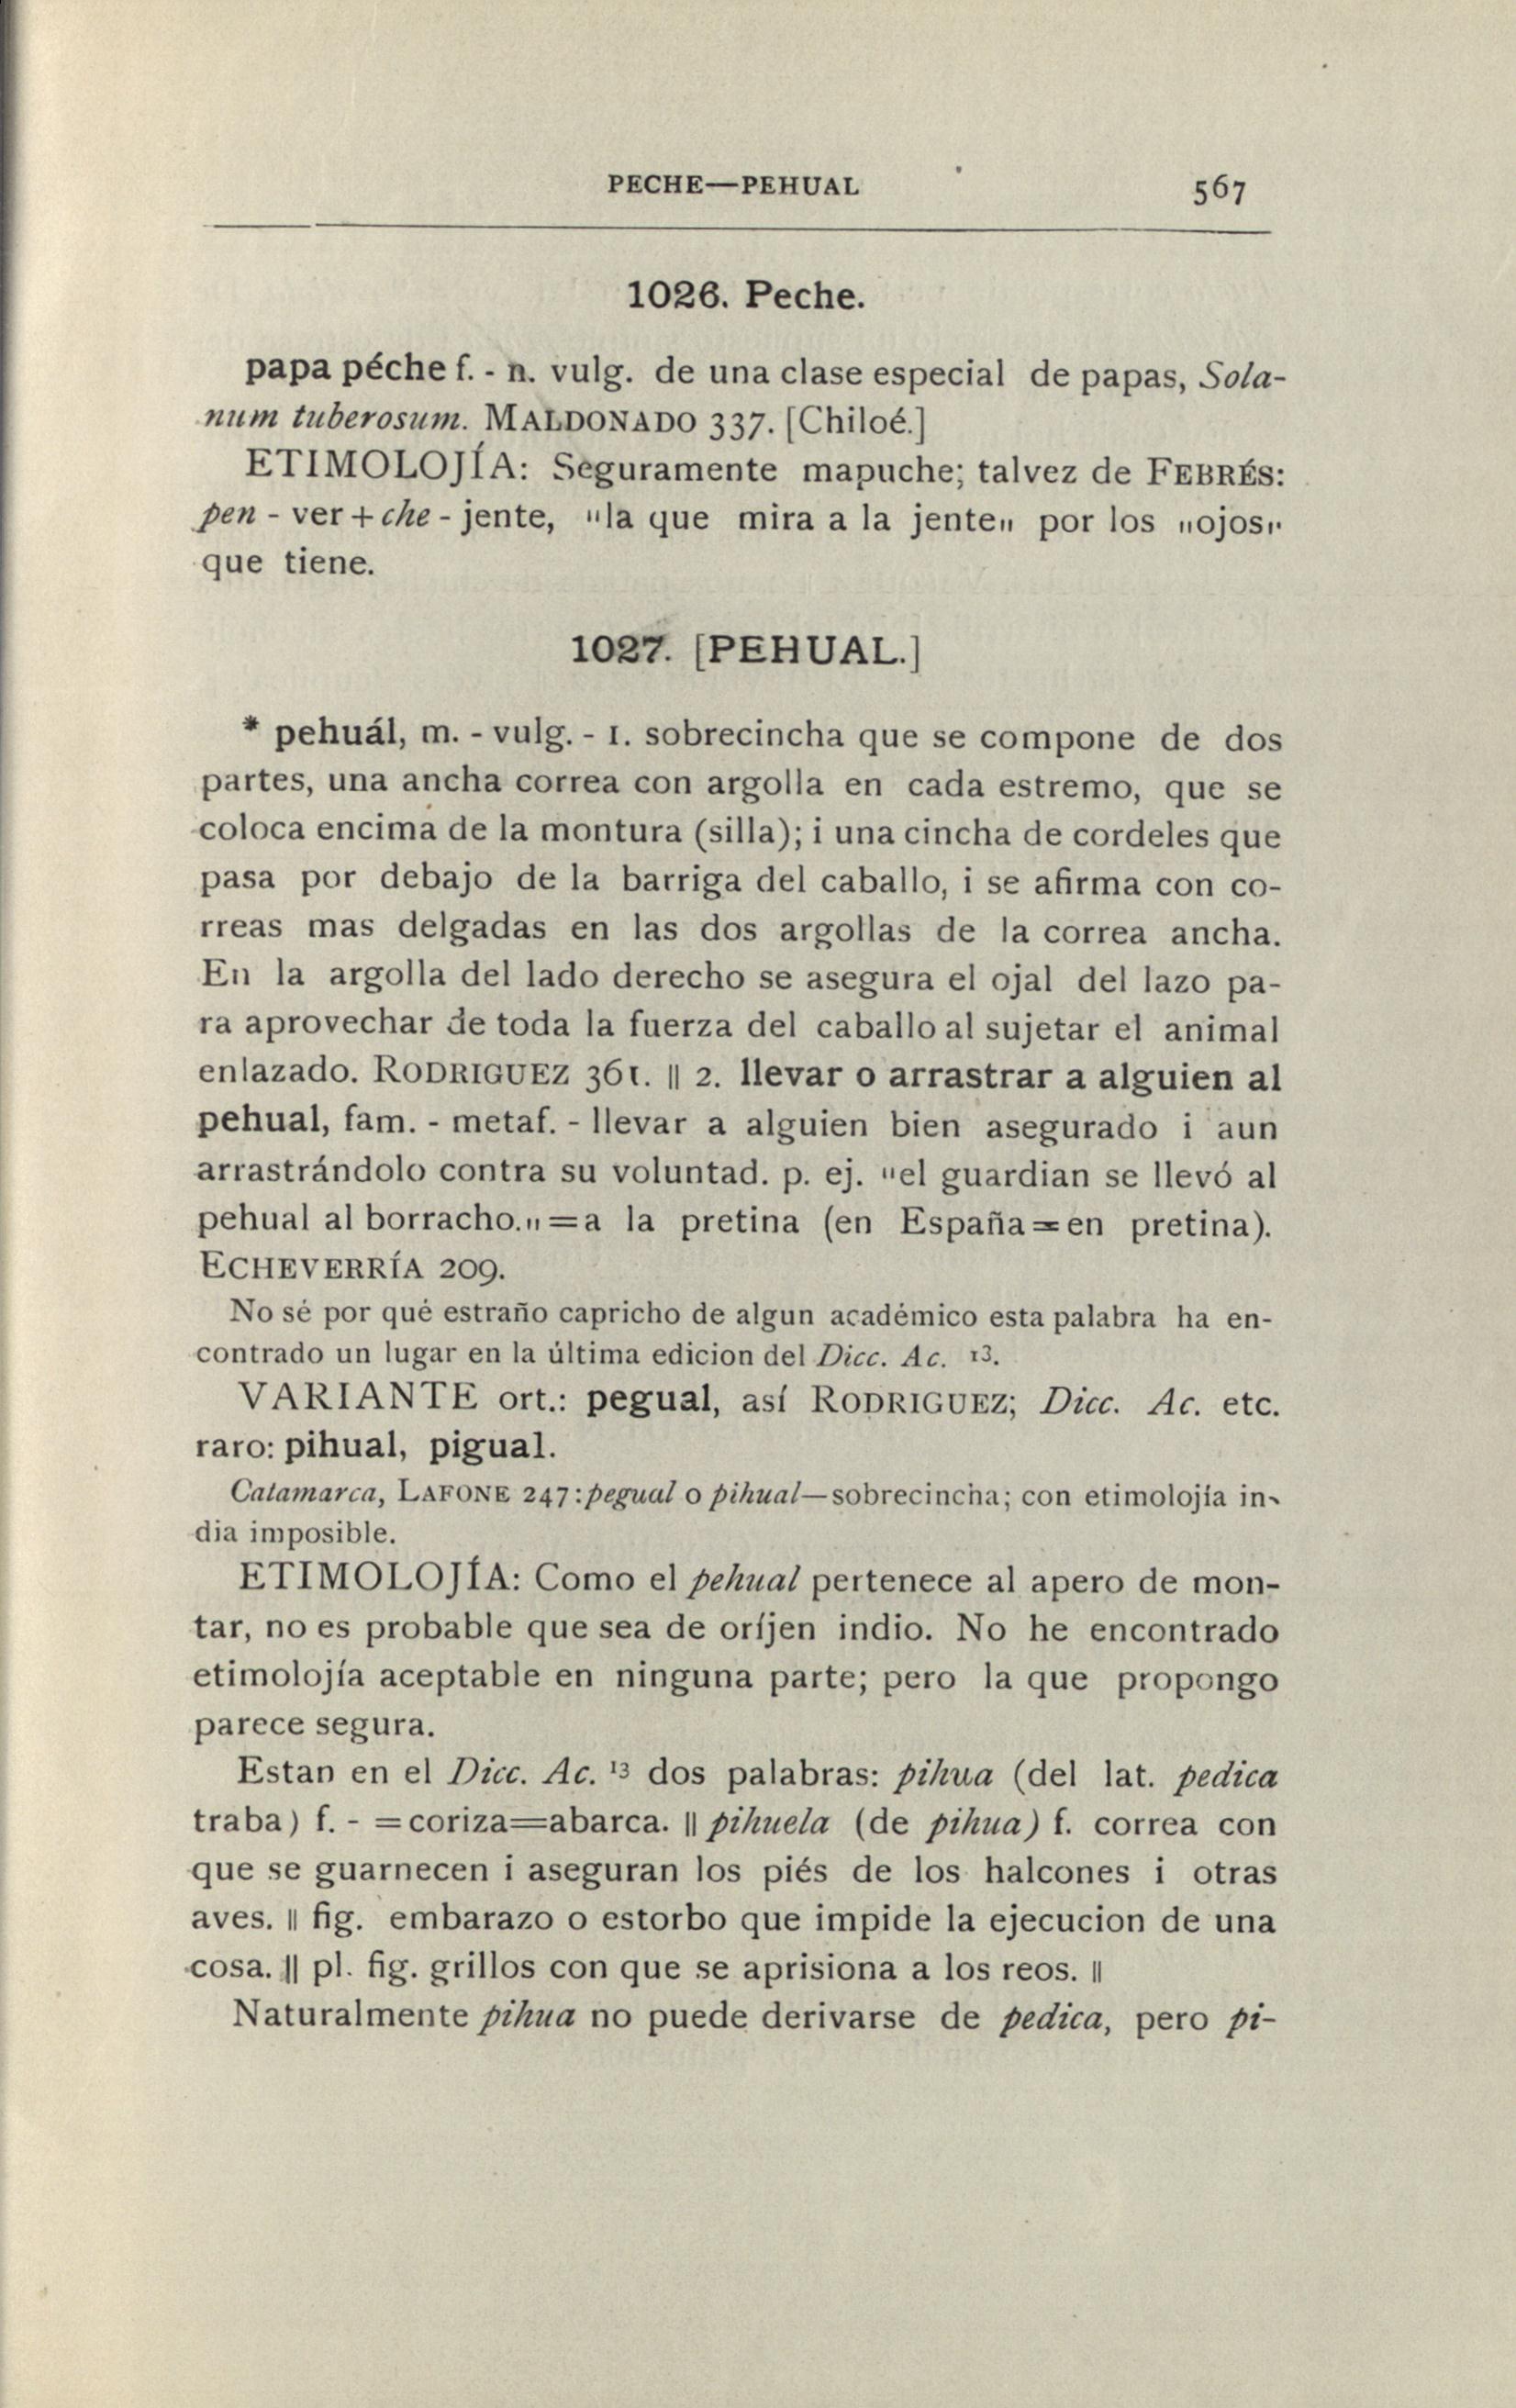 PECHE—PEHUAL 567
1026. Peche.
papa péche f. - n. vulg. de una clase especial de papas, Sola-
num tuberosum. MALDONADO 337. [Chiloé.]
ETIMOLOJÍA: Seguramente mapuche; talvez de FEBRÉS:
pen - ver + che - jente, "la que mira a la jente" por los "ojos"
que tiene.
1027. [PEHUAL.]
* pehuál, m. - vulg. - 1. sobrecincha que se compone de dos
partes, una ancha correa con argolla en cada estremo, que se
coloca encima de la montura (silla); i una cincha de cordeles que
pasa por debajo de la barriga del caballo, i se afirma con co-
rreas mas delgadas en las dos argollas de la correa ancha.
En la argolla del lado derecho se asegura el ojal del lazo pa-
ra aprovechar de toda la fuerza del caballo al sujetar el animal
enlazado. RODRIGUEZ 361. || 2. llevar o arrastrar a alguien al
pehual, fam. - metaf. - llevar a alguien bien asegurado i aun
arrastrándolo contra su voluntad. p. ej. "el guardian se llevó al
pehual al borracho."=a la pretina (en España=en pretina).
ECHEVERRÍA 209.
No sé por qué estraño capricho de algun académico esta palabra ha en-
contrado un lugar en la última edicion del Dicc. Ac. 13.
VARIANTE ort.: pegual, así RODRIGUEZ; Dicc. Ac. etc.
raro: pihual, pigual.
Catamarca, LAFONE 247: pegual o pihual—sobrecincha; con etimolojía in-
dia imposible.
ETIMOLOJÍA: Como el pehual pertenece al apero de mon-
tar, no es probable que sea de oríjen indio. No he encontrado
etimolojía aceptable en ninguna parte; pero la que propongo
parece segura.
Estan en el Dicc. Ac. 13 dos palabras: pihua (del lat. pedica
traba) f. - =coriza=abarca. || pihuela (de pihua) f. correa con
que se guarnecen i aseguran los piés de los halcones i otras
aves. || fig. embarazo o estorbo que impide la ejecucion de una
cosa. || pl. fig. grillos con que se aprisiona a los reos. ||
Naturalmente pihua no puede derivarse de pedica, pero pi-